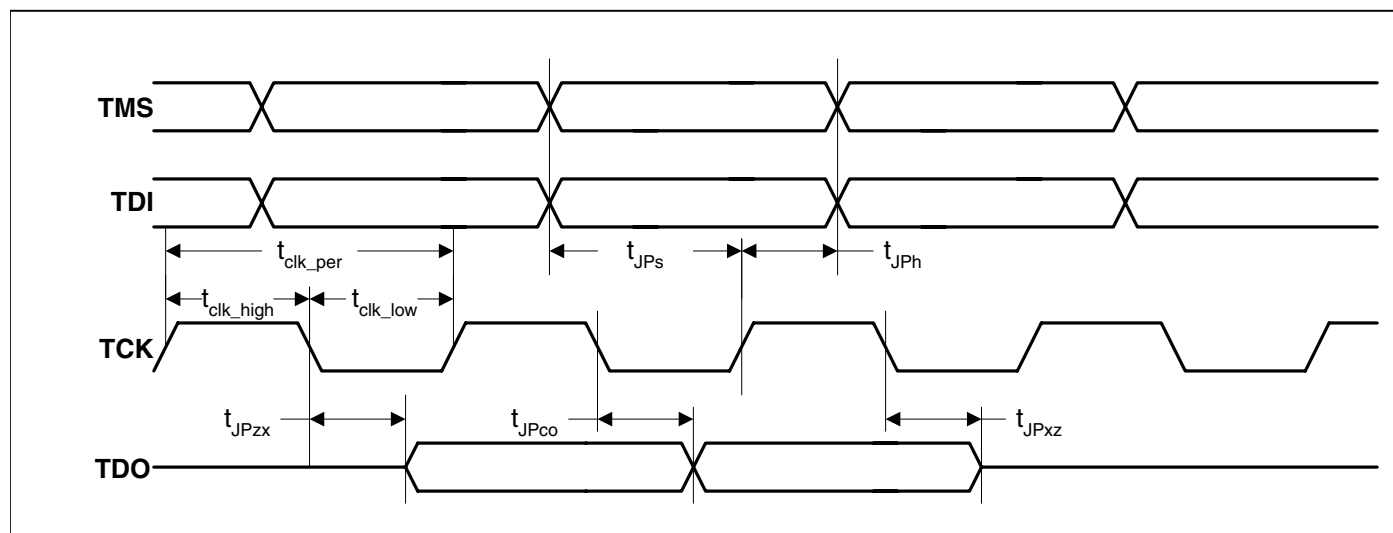 TMS
TDI
tclk_per
tJPs
tJPh
tclk_high
tclk_low
TCK
tJPzx
tJPco
tJPxz
TDO